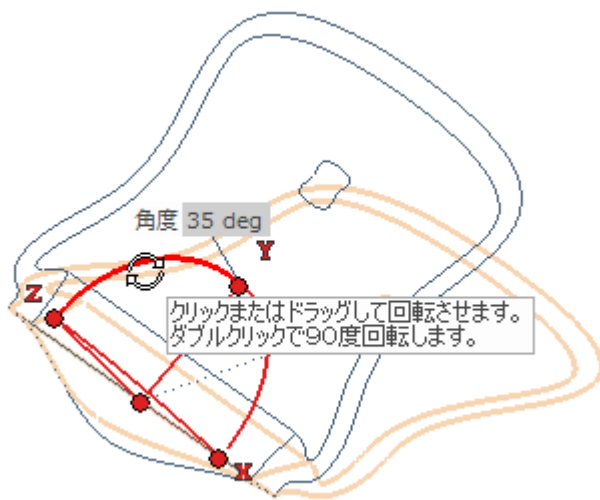 角度 35 deg
Y
Z
クリックまたはドラッグして回転させます。
ダブルクリックで90度回転します。
X